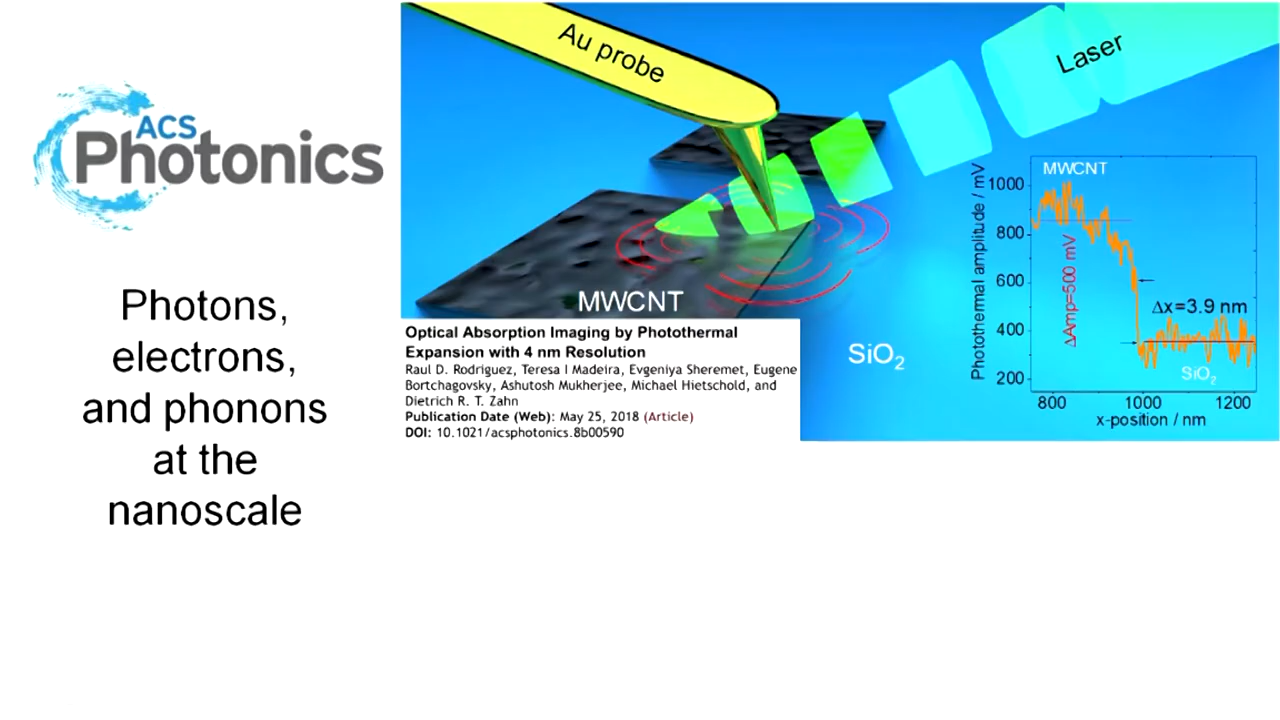 ACS
Photonics
Photons,
electrons,
and phonons
at the
nanoscale
Au probe
Laser
MWCNT
SiO₂
Optical Absorption Imaging by Photothermal
Expansion with 4 nm Resolution
Raul D. Rodriguez, Teresa I Madeira, Evgeniya Sheremet, Eugene
Bortchagovsky, Ashutosh Mukherjee, Michael Hietschold, and
Dietrich R. T. Zahn
Publication Date (Web): May 25, 2018 (Article)
DOI: 10.1021/acsphotonics.8b00590
Photothermal amplitude / mV
1000
800
600
400
200
MWCNT
ΔAmp=500 mV
Δx=3.9 nm
SiO₂
800 1000 1200
x-position / nm